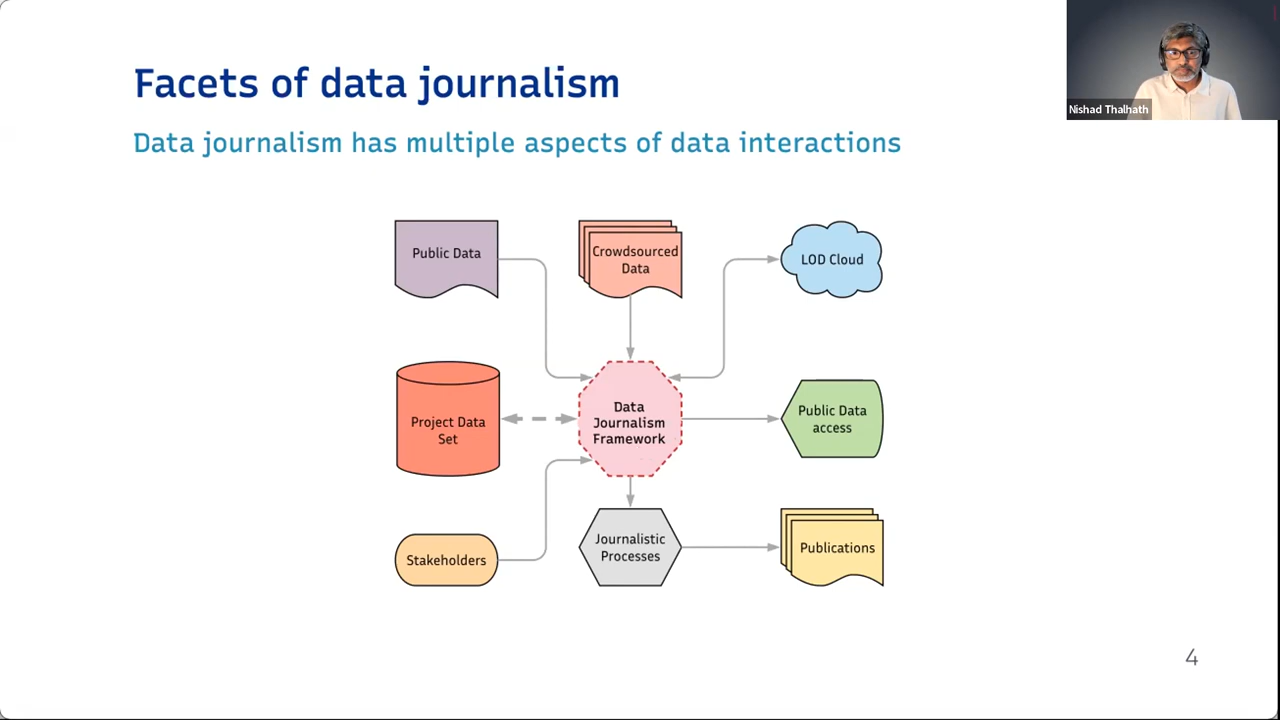 Facets of data journalism
Nishad Thalhath
Data journalism has multiple aspects of data interactions
Public Data
Crowdsourced
Data
LOD Cloud
Project Data
Set
Data
Journalism
Framework
Public Data
access
Stakeholders
Journalistic
Processes
Publications
4